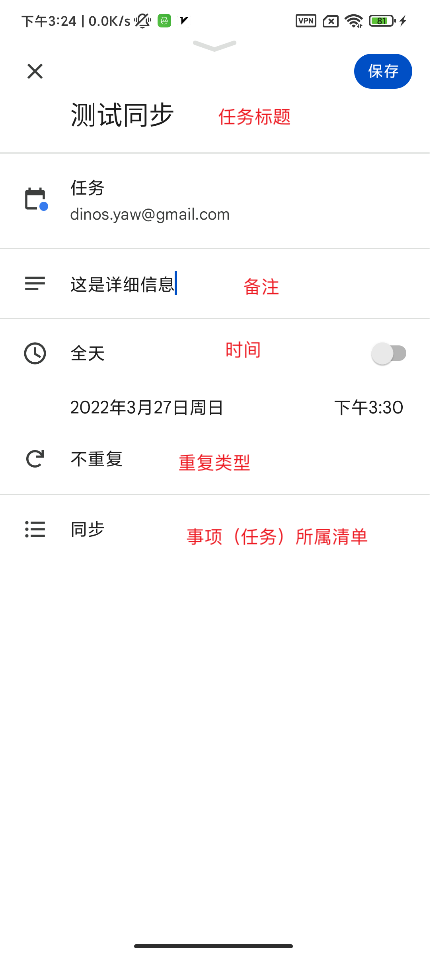 下午3:24 | 0.0K/s
VPN
81
保存
测试同步 任务标题
任务
dinos.yaw@gmail.com
这是详细信息 备注
全天 时间
2022年3月27日周日 下午3:30
不重复 重复类型
同步 事项（任务）所属清单